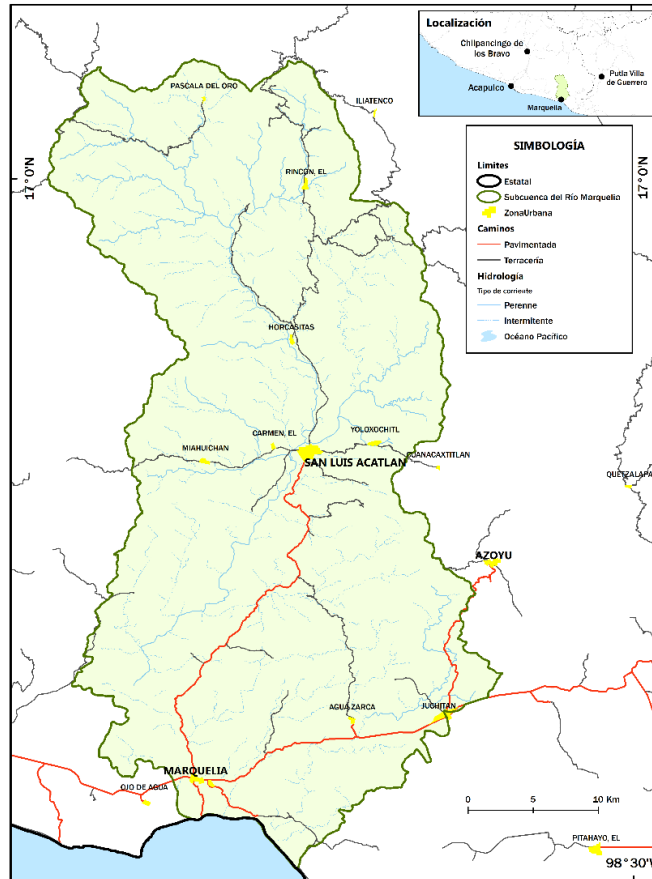 Localización
Chilpancingo de
los Bravo
Putla Villa
de Guerrero
Acapulco
Marquelia
SIMBOLOGÍA
Limites
Estatal
Subcuenca del Río Marquelia
ZonaUrbana
Caminos
Pavimentada
Terracería
Hidrología
Tipo de corriente
Perenne
Intermitente
Océano Pacífico
17°0'N
17°0'N
PASCALA DEL ORO
ILIATENCO
RINCÓN, EL
HORCASITAS
CARMEN, EL
YOLOXOCHITL
MIAHUICHAN
CUANACAXTITLAN
SAN LUIS ACATLAN
QUETZALAPA
AZOYU
AGUA ZARCA
JUCHITAN
MARQUELIA
OJO DE AGUA
0 5 10 Km
PITAHAYO, EL
98°30'W